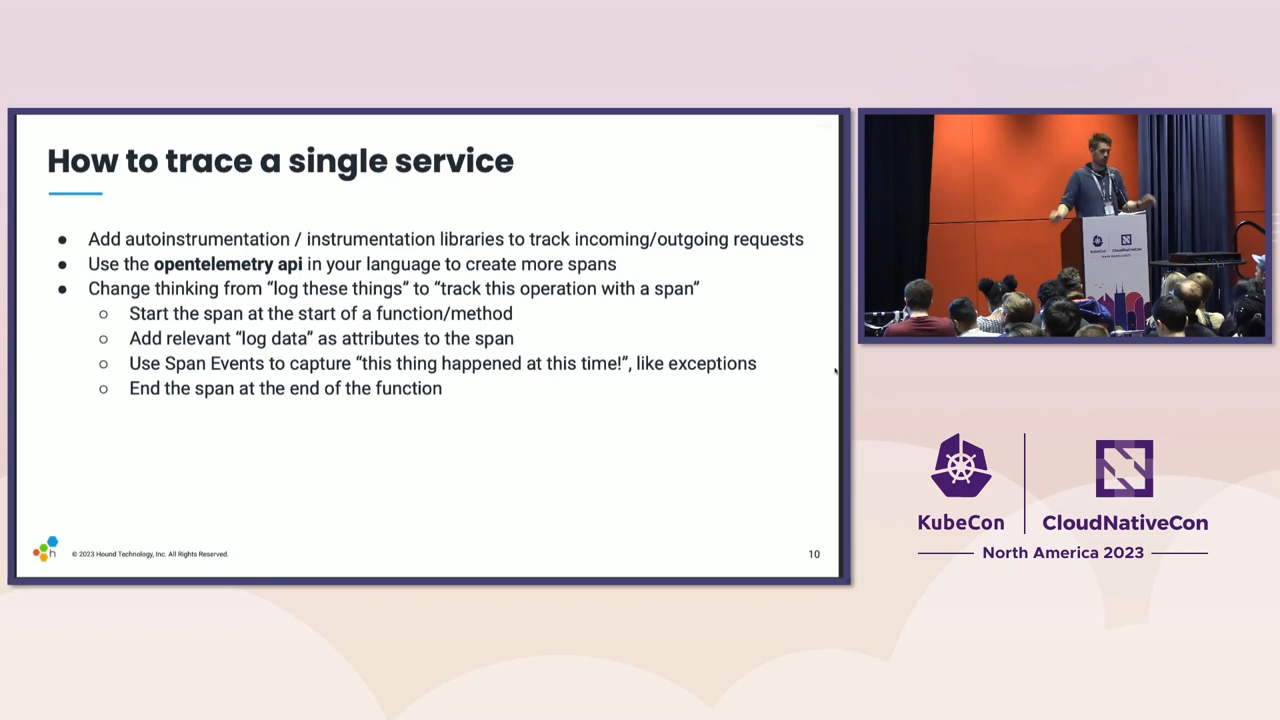 How to trace a single service
● Add autoinstrumentation / instrumentation libraries to track incoming/outgoing requests
● Use the opentelemetry api in your language to create more spans
● Change thinking from “log these things” to “track this operation with a span”
○ Start the span at the start of a function/method
○ Add relevant “log data” as attributes to the span
○ Use Span Events to capture “this thing happened at this time!”, like exceptions
○ End the span at the end of the function
h
© 2023 Hound Technology, Inc. All Rights Reserved.
10
KubeCon
CloudNativeCon
KubeCon
CloudNativeCon
North America 2023